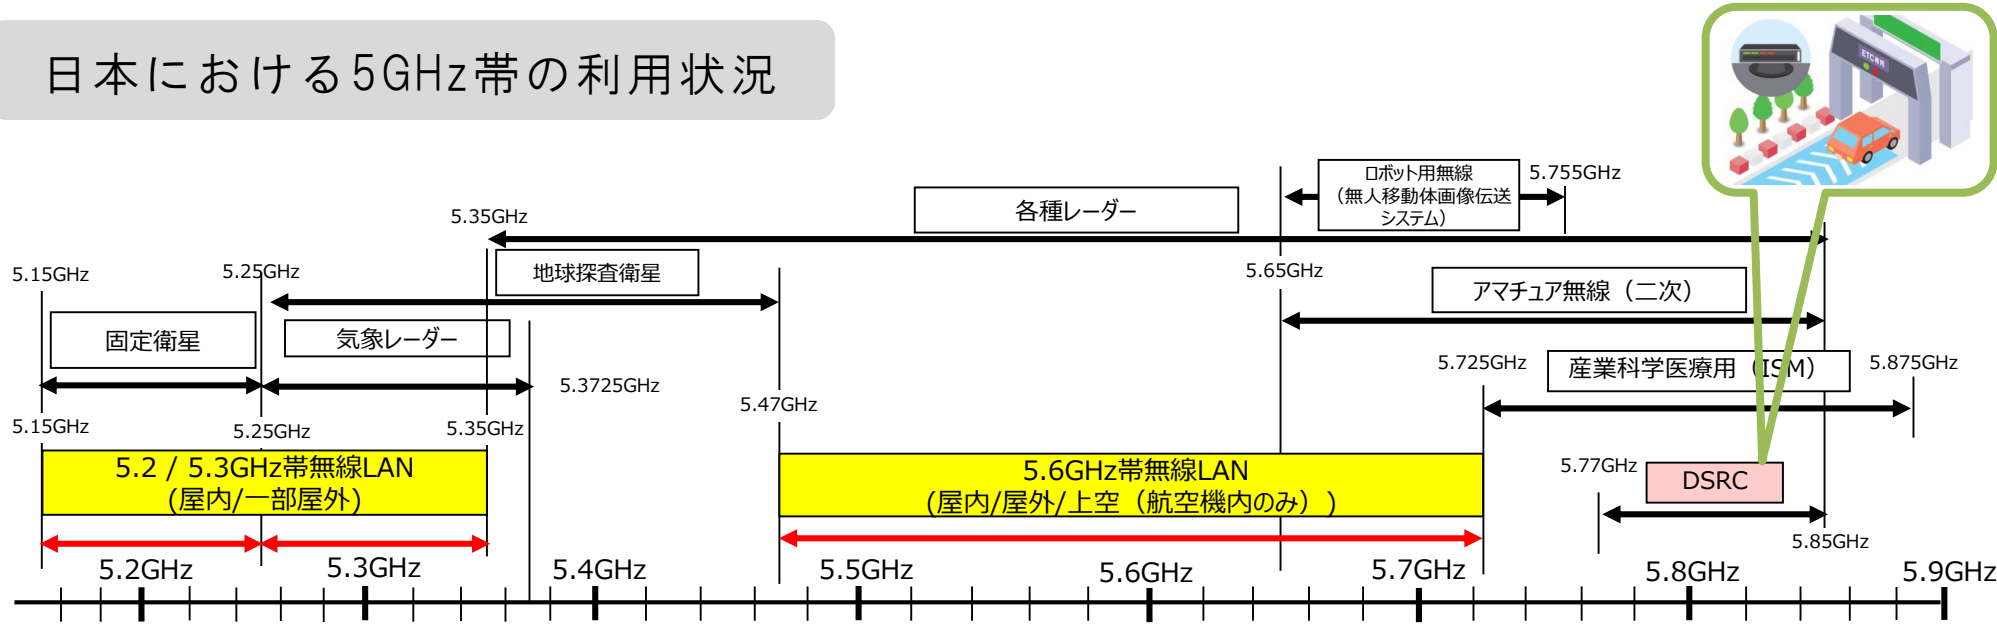 日本における5GHz帯の利用状況
ETC専用
ロボット用無線
（無人移動体画像伝送
システム）
5.755GHz
各種レーダー
5.35GHz
地球探査衛星
5.15GHz
5.25GHz
5.65GHz
アマチュア無線（二次）
固定衛星
気象レーダー
5.3725GHz
5.47GHz
5.725GHz
産業科学医療用（ISM）
5.875GHz
5.15GHz
5.25GHz
5.35GHz
5.2 / 5.3GHz帯無線LAN
(屋内/一部屋外)
5.6GHz帯無線LAN
(屋内/屋外/上空（航空機内のみ）)
5.77GHz
DSRC
5.85GHz
5.2GHz
5.3GHz
5.4GHz
5.5GHz
5.6GHz
5.7GHz
5.8GHz
5.9GHz